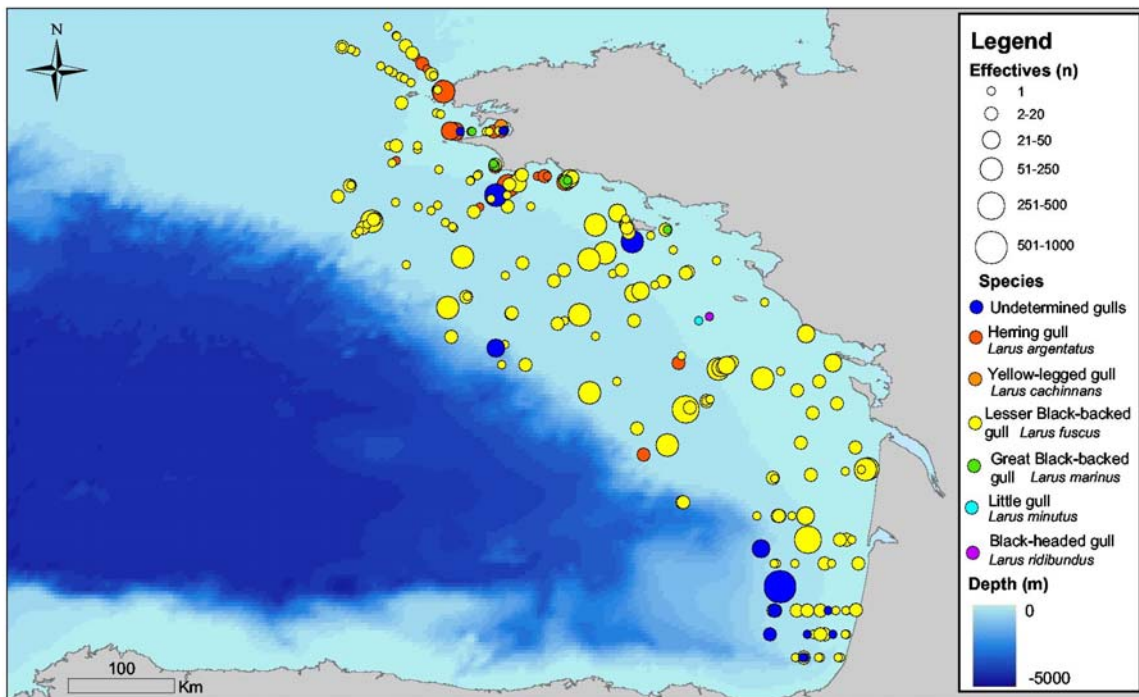 N
Legend
Effectives (n)
1
2-20
21-50
51-250
251-500
501-1000
Species
Undetermined gulls
Herring gull
Larus argentatus
Yellow-legged gull
Larus cachinnans
Lesser Black-backed
gull Larus fuscus
Great Black-backed
gull Larus marinus
Little gull
Larus minutus
Black-headed gull
Larus ridibundus
Depth (m)
0
-5000
100
Km